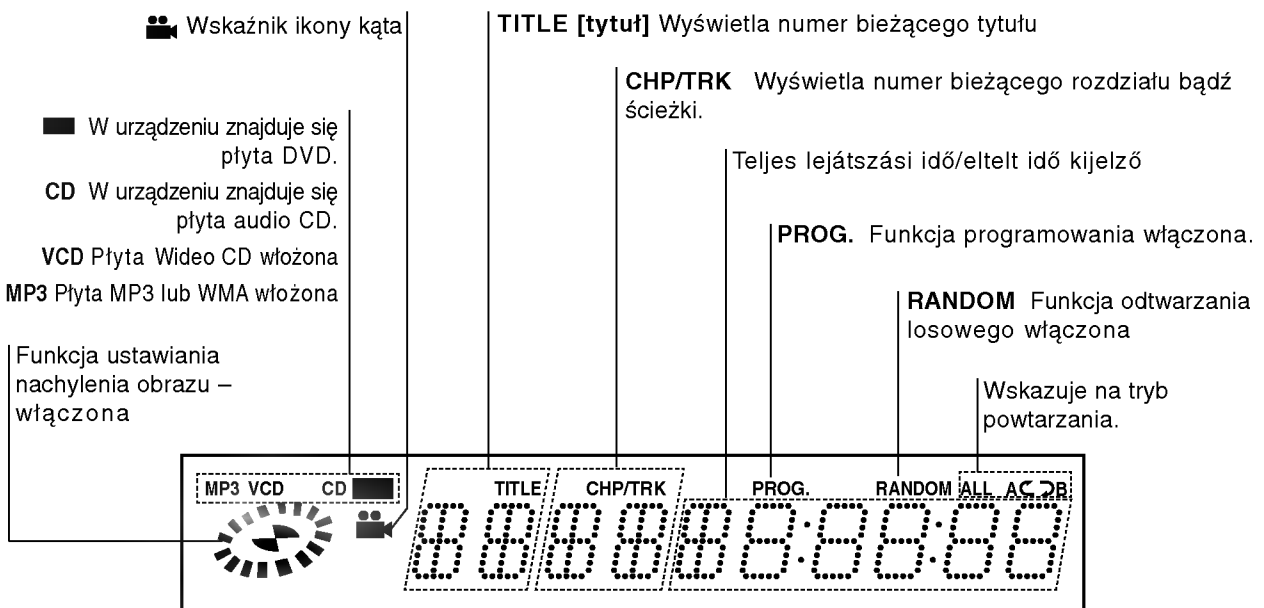 Wskaźnik ikony kąta
TITLE [tytuł] Wyświetla numer bieżącego tytułu
CHP/TRK Wyświetla numer bieżącego rozdziału bądź
ścieżki.
W urządzeniu znajduje się
płyta DVD.
Teljes lejátszási idő/eltelt idő kijelző
CD W urządzeniu znajduje się
płyta audio CD.
PROG. Funkcja programowania włączona.
VCD Płyta Wideo CD włożona
MP3 Płyta MP3 lub WMA włożona
RANDOM Funkcja odtwarzania
losowego włączona
Funkcja ustawiania
nachylenia obrazu –
włączona
Wskazuje na tryb
powtarzania.
MP3 VCD CD TITLE CHP/TRK PROG. RANDOM ALL A B